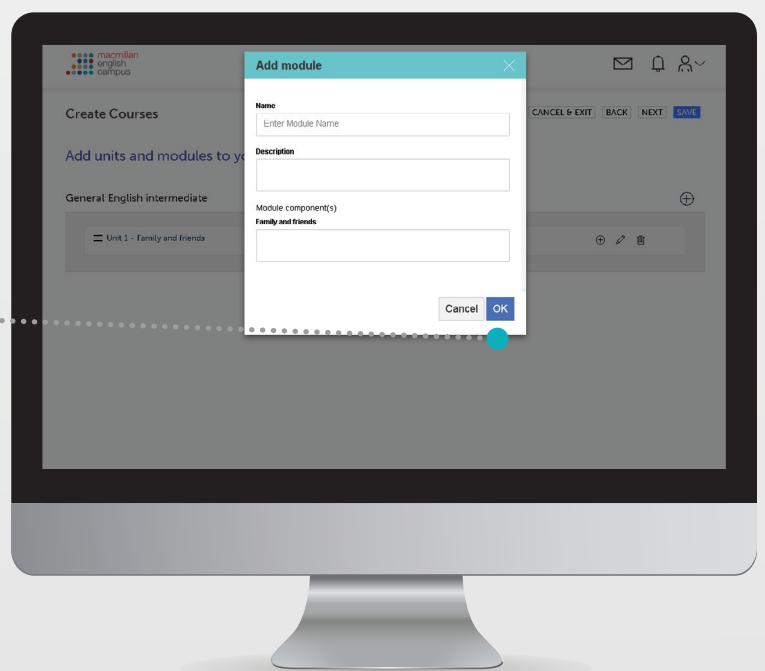 macmillan
english
campus
Create Courses
CANCEL & EXIT BACK NEXT SAVE
Add units and modules to yo
General English intermediate
Unit 1 - Family and friends
Add module
Name
Enter Module Name
Description
Module component(s)
Family and friends
Cancel OK